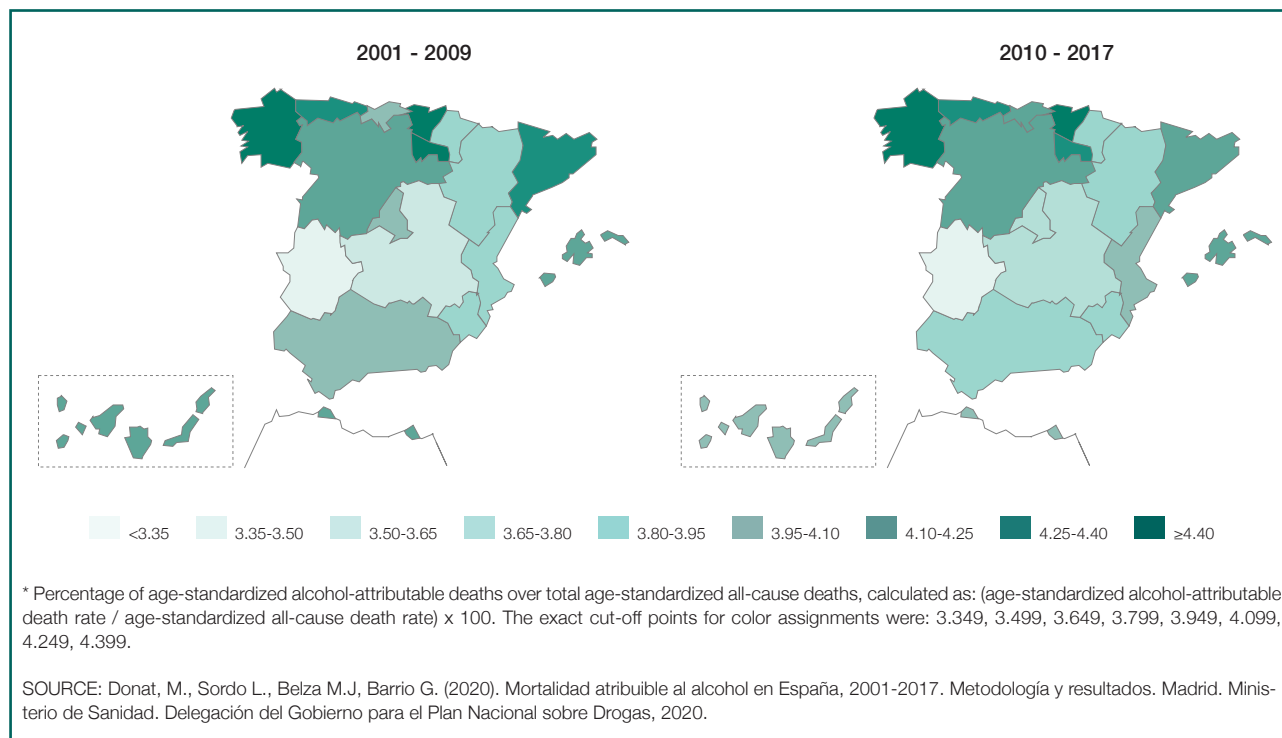 2001 - 2009
2010 - 2017
<3.35
3.35-3.50
3.50-3.65
3.65-3.80
3.80-3.95
3.95-4.10
4.10-4.25
4.25-4.40
≥4.40
* Percentage of age-standardized alcohol-attributable deaths over total age-standardized all-cause deaths, calculated as: (age-standardized alcohol-attributable
death rate / age-standardized all-cause death rate) x 100. The exact cut-off points for color assignments were: 3.349, 3.499, 3.649, 3.799, 3.949, 4.099,
4.249, 4.399.
SOURCE: Donat, M., Sordo L., Belza M.J, Barrio G. (2020). Mortalidad atribuible al alcohol en España, 2001-2017. Metodología y resultados. Madrid. Minis-
terio de Sanidad. Delegación del Gobierno para el Plan Nacional sobre Drogas, 2020.